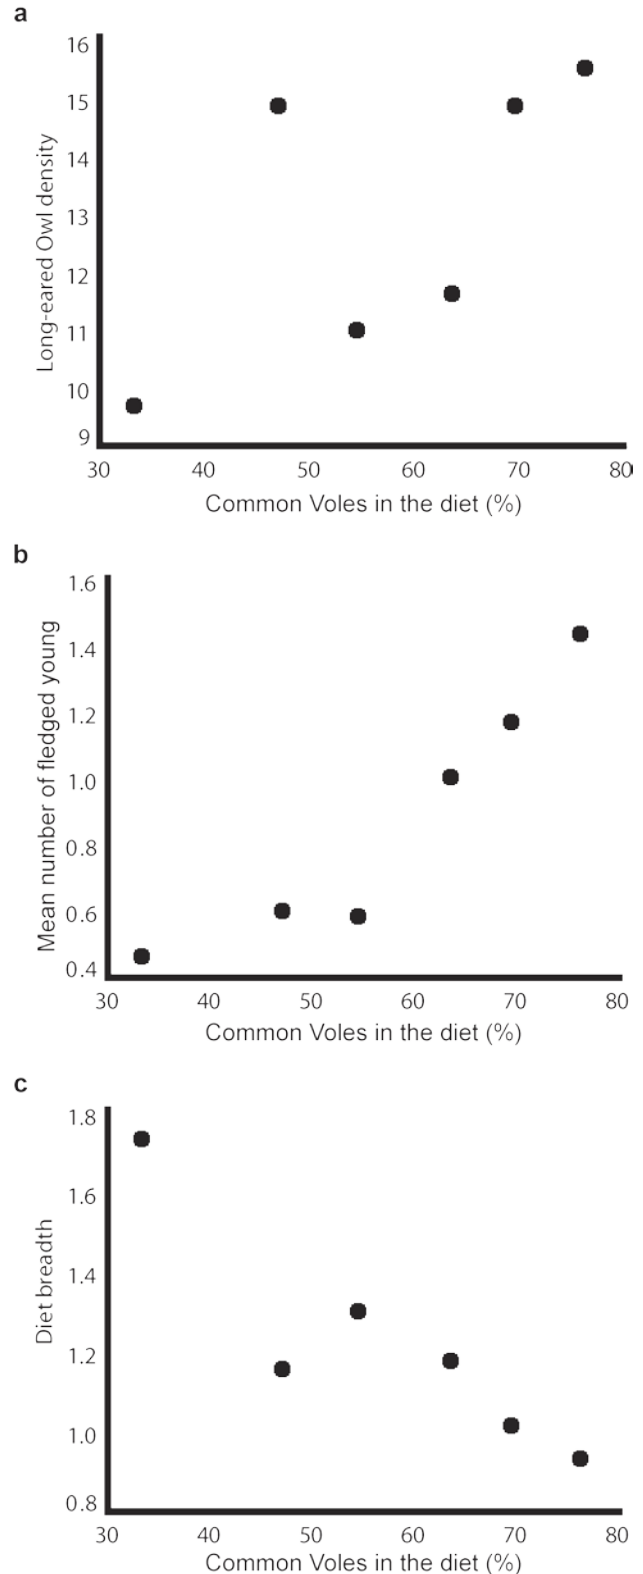 a
Long-eared Owl density
16
15
14
13
12
11
10
9
30 40 50 60 70 80
Common Voles in the diet (%)
b
Mean number of fledged young
1.6
1.4
1.2
1.0
0.8
0.6
0.4
30 40 50 60 70 80
Common Voles in the diet (%)
c
Diet breadth
1.8
1.6
1.4
1.2
1.0
0.8
30 40 50 60 70 80
Common Voles in the diet (%)